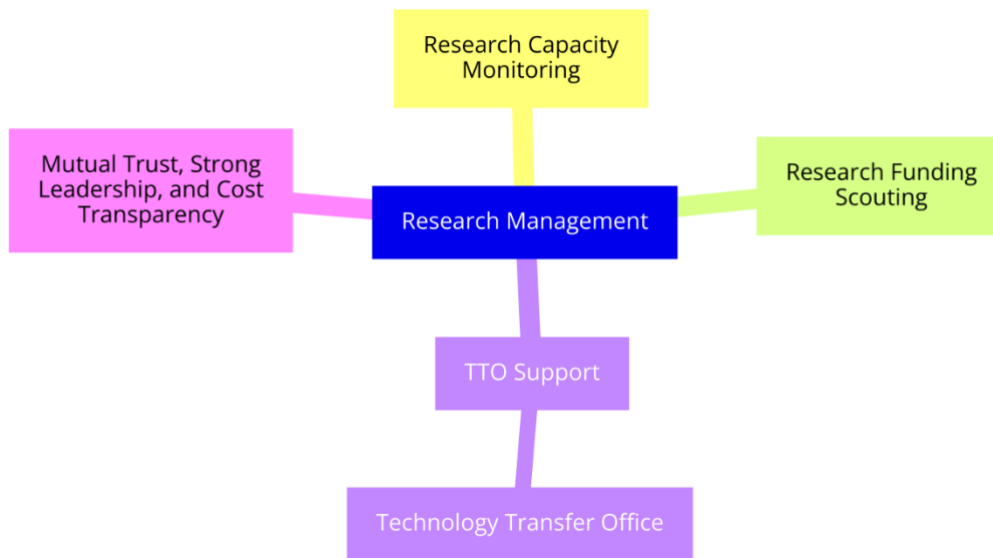 Research Capacity
Monitoring
Mutual Trust, Strong
Leadership, and Cost
Transparency
Research Funding
Scouting
Research Management
TTO Support
Technology Transfer Office